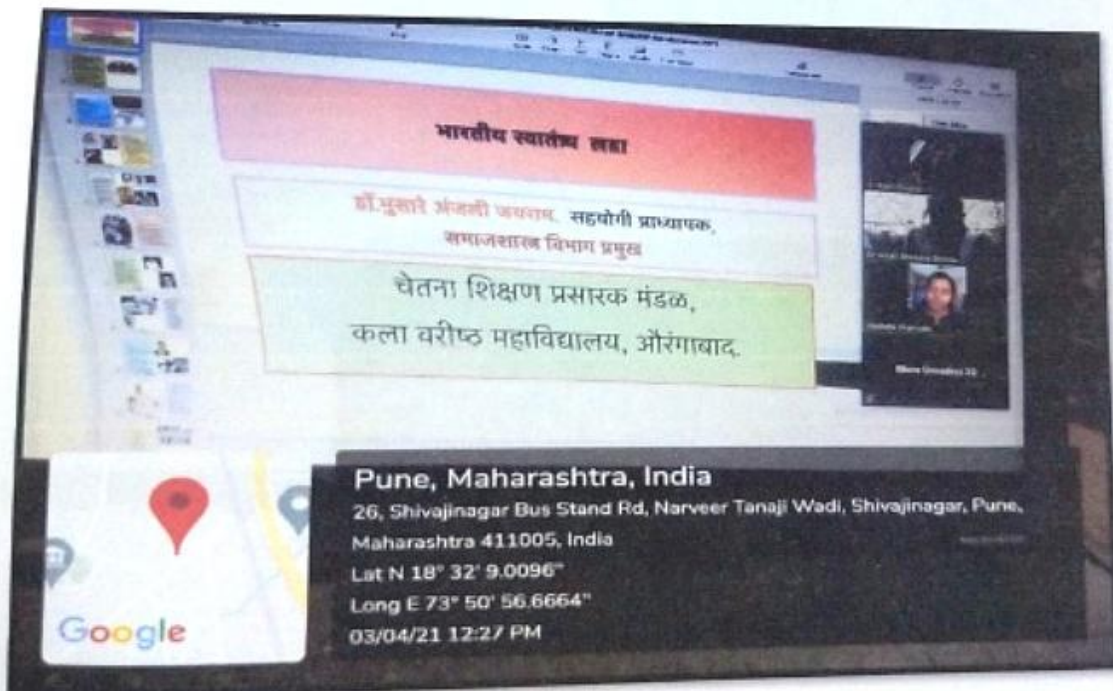 भारतीय स्वातंत्र्य लढा
डॉ.भुसारे अंजली जयराम. सहयोगी प्राध्यापक,
समाजशास्त्र विभाग प्रमुख
चेतना शिक्षण प्रसारक मंडळ,
कला वरीष्ठ महाविद्यालय, औरंगाबाद.
Pune, Maharashtra, India
26, Shivajinagar Bus Stand Rd, Narveer Tanaji Wadi, Shivajinagar, Pune,
Maharashtra 411005, India
Lat N 18° 32' 9.0096"
Long E 73° 50' 56.6664"
03/04/21 12:27 PM
Google